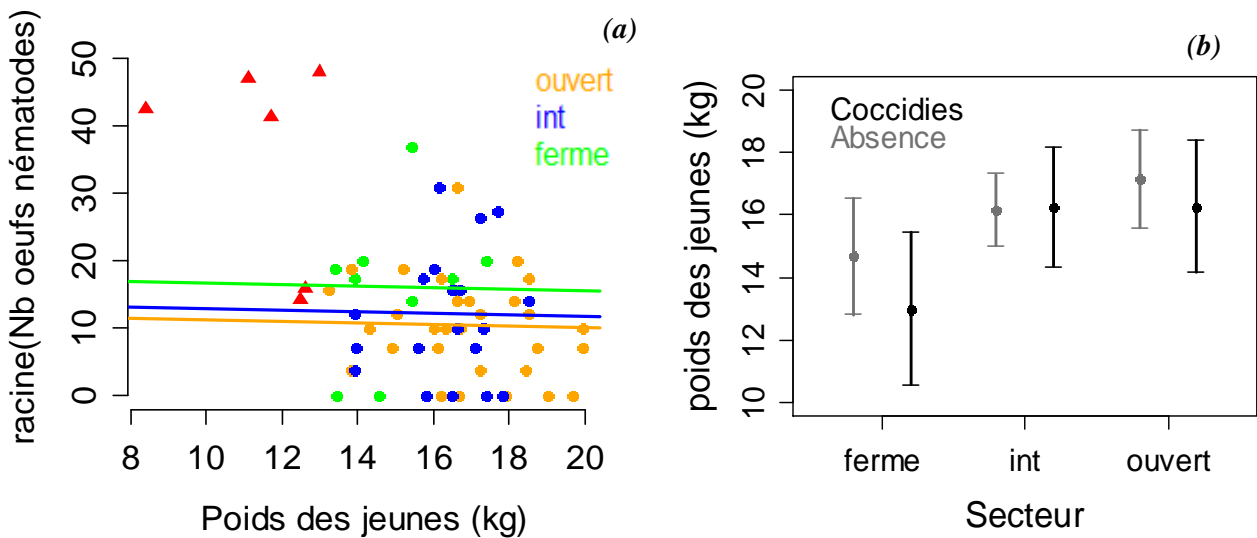 (a)
racine(Nb oeufs nématodes)
50
40
30
20
10
0
ouvert
int
ferme
8 10 12 14 16 18 20
Poids des jeunes (kg)
(b)
poids des jeunes (kg)
20
18
16
14
12
10
Coccidies
Absence
ferme int ouvert
Secteur